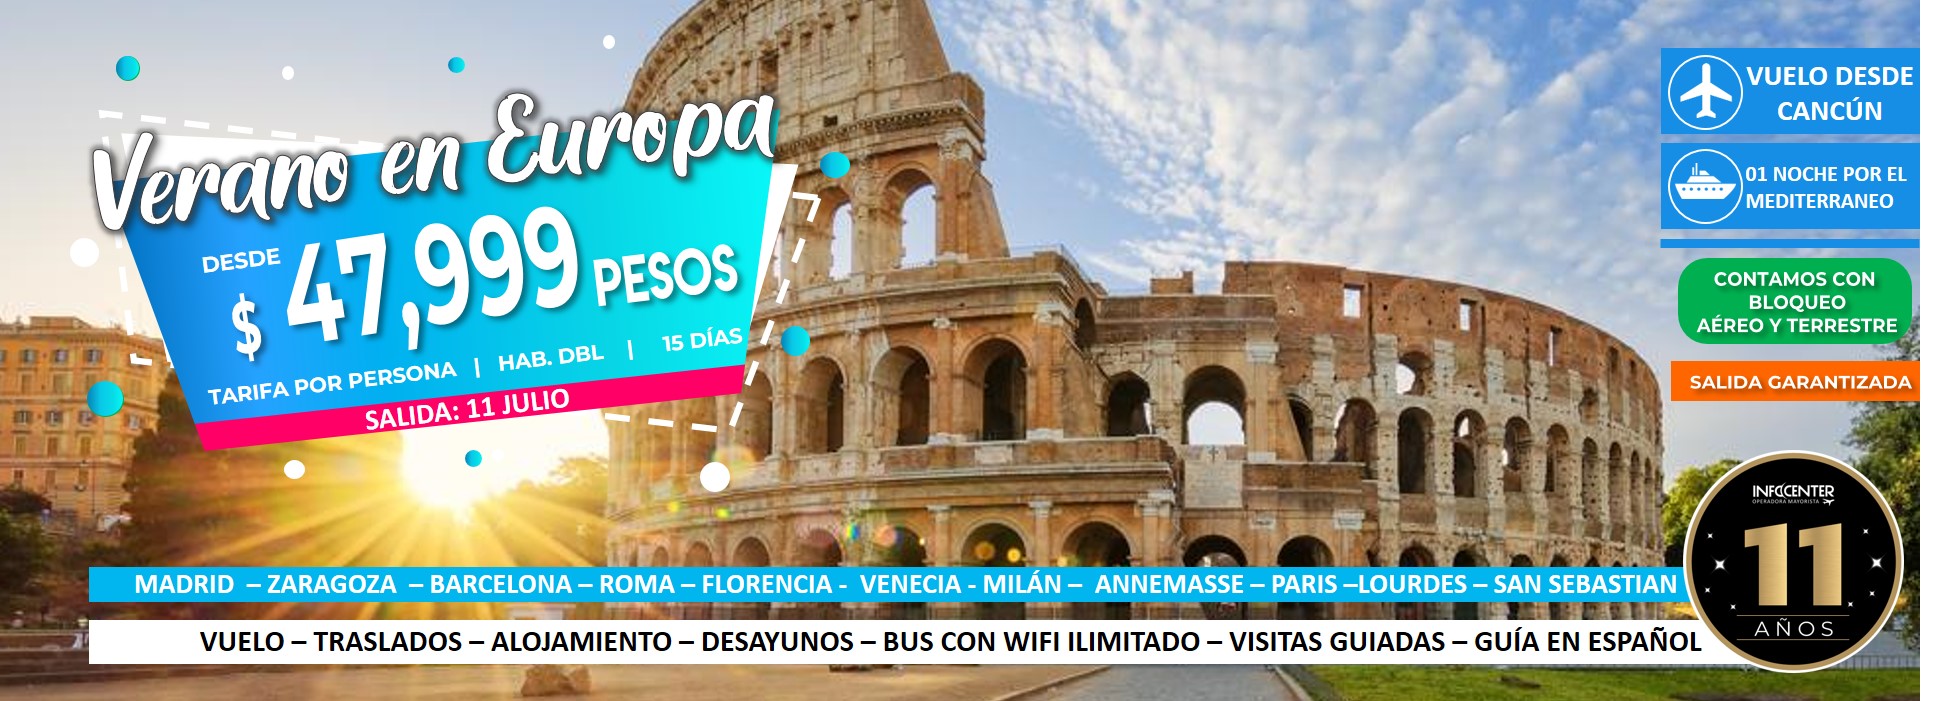 Verano en Europa
DESDE
$ 47,999 PESOS
TARIFA POR PERSONA | HAB. DBL | 15 DÍAS
SALIDA: 11 JULIO
VUELO DESDE
CANCÚN
01 NOCHE POR EL
MEDITERRANEO
CONTAMOS CON
BLOQUEO
AÉREO Y TERRESTRE
SALIDA GARANTIZADA
INFOCENTER
OPERADORA MAYORISTA
11
AÑOS
MADRID – ZARAGOZA – BARCELONA – ROMA – FLORENCIA - VENECIA - MILÁN – ANNEMASSE – PARIS –LOURDES – SAN SEBASTIAN
VUELO – TRASLADOS – ALOJAMIENTO – DESAYUNOS – BUS CON WIFI ILIMITADO – VISITAS GUIADAS – GUÍA EN ESPAÑOL